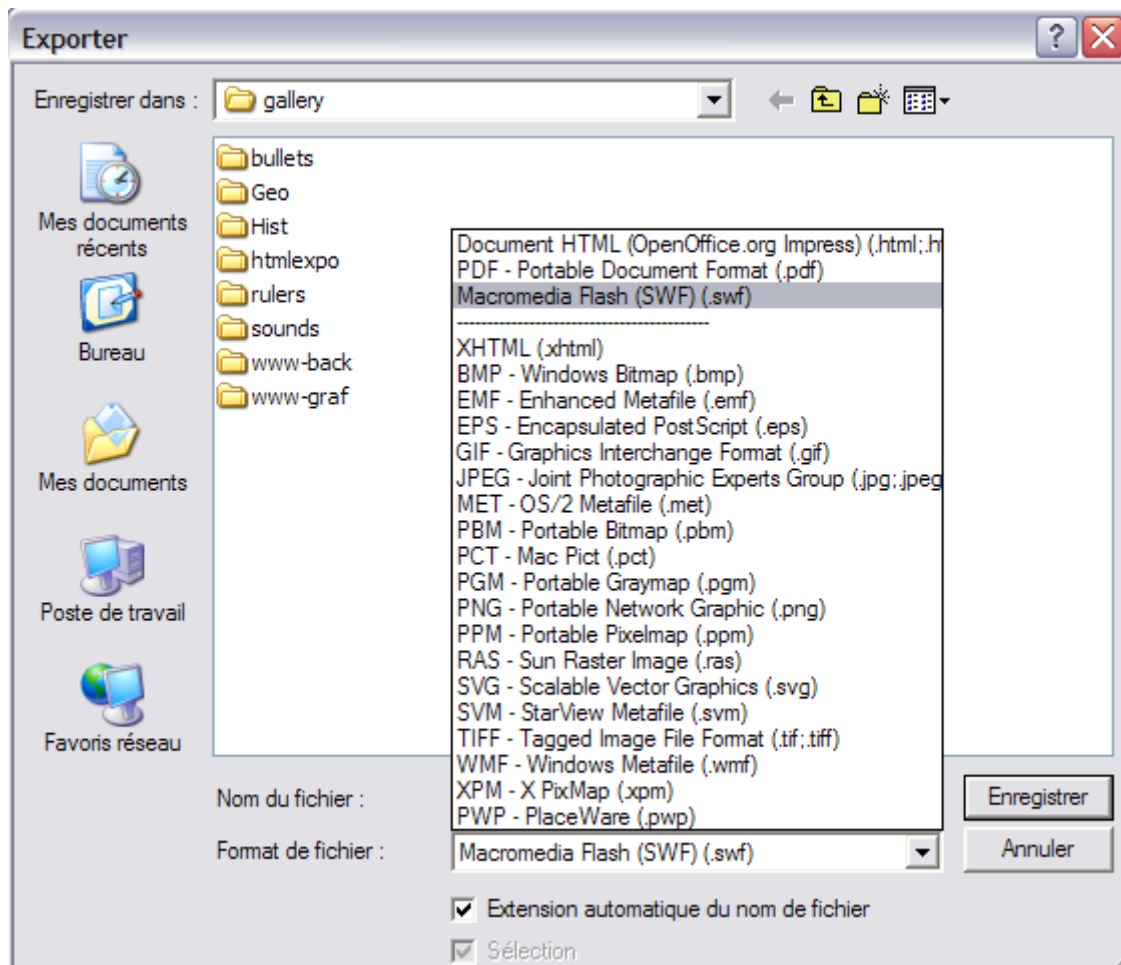 Exporter
Enregistrer dans :
gallery
Mes documents
récents
Bureau
Mes documents
Poste de travail
Favoris réseau
bullets
Geo
Hist
htmlexpo
rulers
sounds
www-back
www-graf
Document HTML (OpenOffice.org Impress) (.html;.h
PDF - Portable Document Format (.pdf)
Macromedia Flash (SWF) (.swf)
------------------------------------------
XHTML (.xhtml)
BMP - Windows Bitmap (.bmp)
EMF - Enhanced Metafile (.emf)
EPS - Encapsulated PostScript (.eps)
GIF - Graphics Interchange Format (.gif)
JPEG - Joint Photographic Experts Group (.jpg;.jpeg
MET - OS/2 Metafile (.met)
PBM - Portable Bitmap (.pbm)
PCT - Mac Pict (.pct)
PGM - Portable Graymap (.pgm)
PNG - Portable Network Graphic (.png)
PPM - Portable Pixelmap (.ppm)
RAS - Sun Raster Image (.ras)
SVG - Scalable Vector Graphics (.svg)
SVM - StarView Metafile (.svm)
TIFF - Tagged Image File Format (.tif;.tiff)
WMF - Windows Metafile (.wmf)
XPM - X PixMap (.xpm)
PWP - PlaceWare (.pwp)
Nom du fichier :
Enregistrer
Format de fichier :
Macromedia Flash (SWF) (.swf)
Annuler
Extension automatique du nom de fichier
Sélection